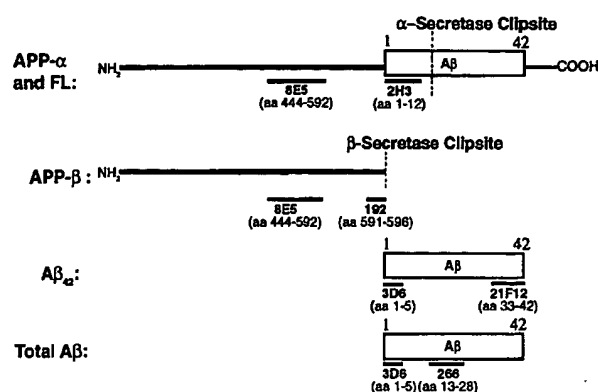 α-Secretase Clipsite
1 42
APP-α
and FL:
NH2 Aβ COOH
8E5 2H3
(aa 444-592) (aa 1-12)
β-Secretase Clipsite
APP-β : NH2
8E5 192
(aa 444-592) (aa 591-596)
1 42
Aβ42: Aβ
3D6 21F12
(aa 1-5) (aa 33-42)
1 42
Total Aβ: Aβ
3D6 266
(aa 1-5) (aa 13-28)